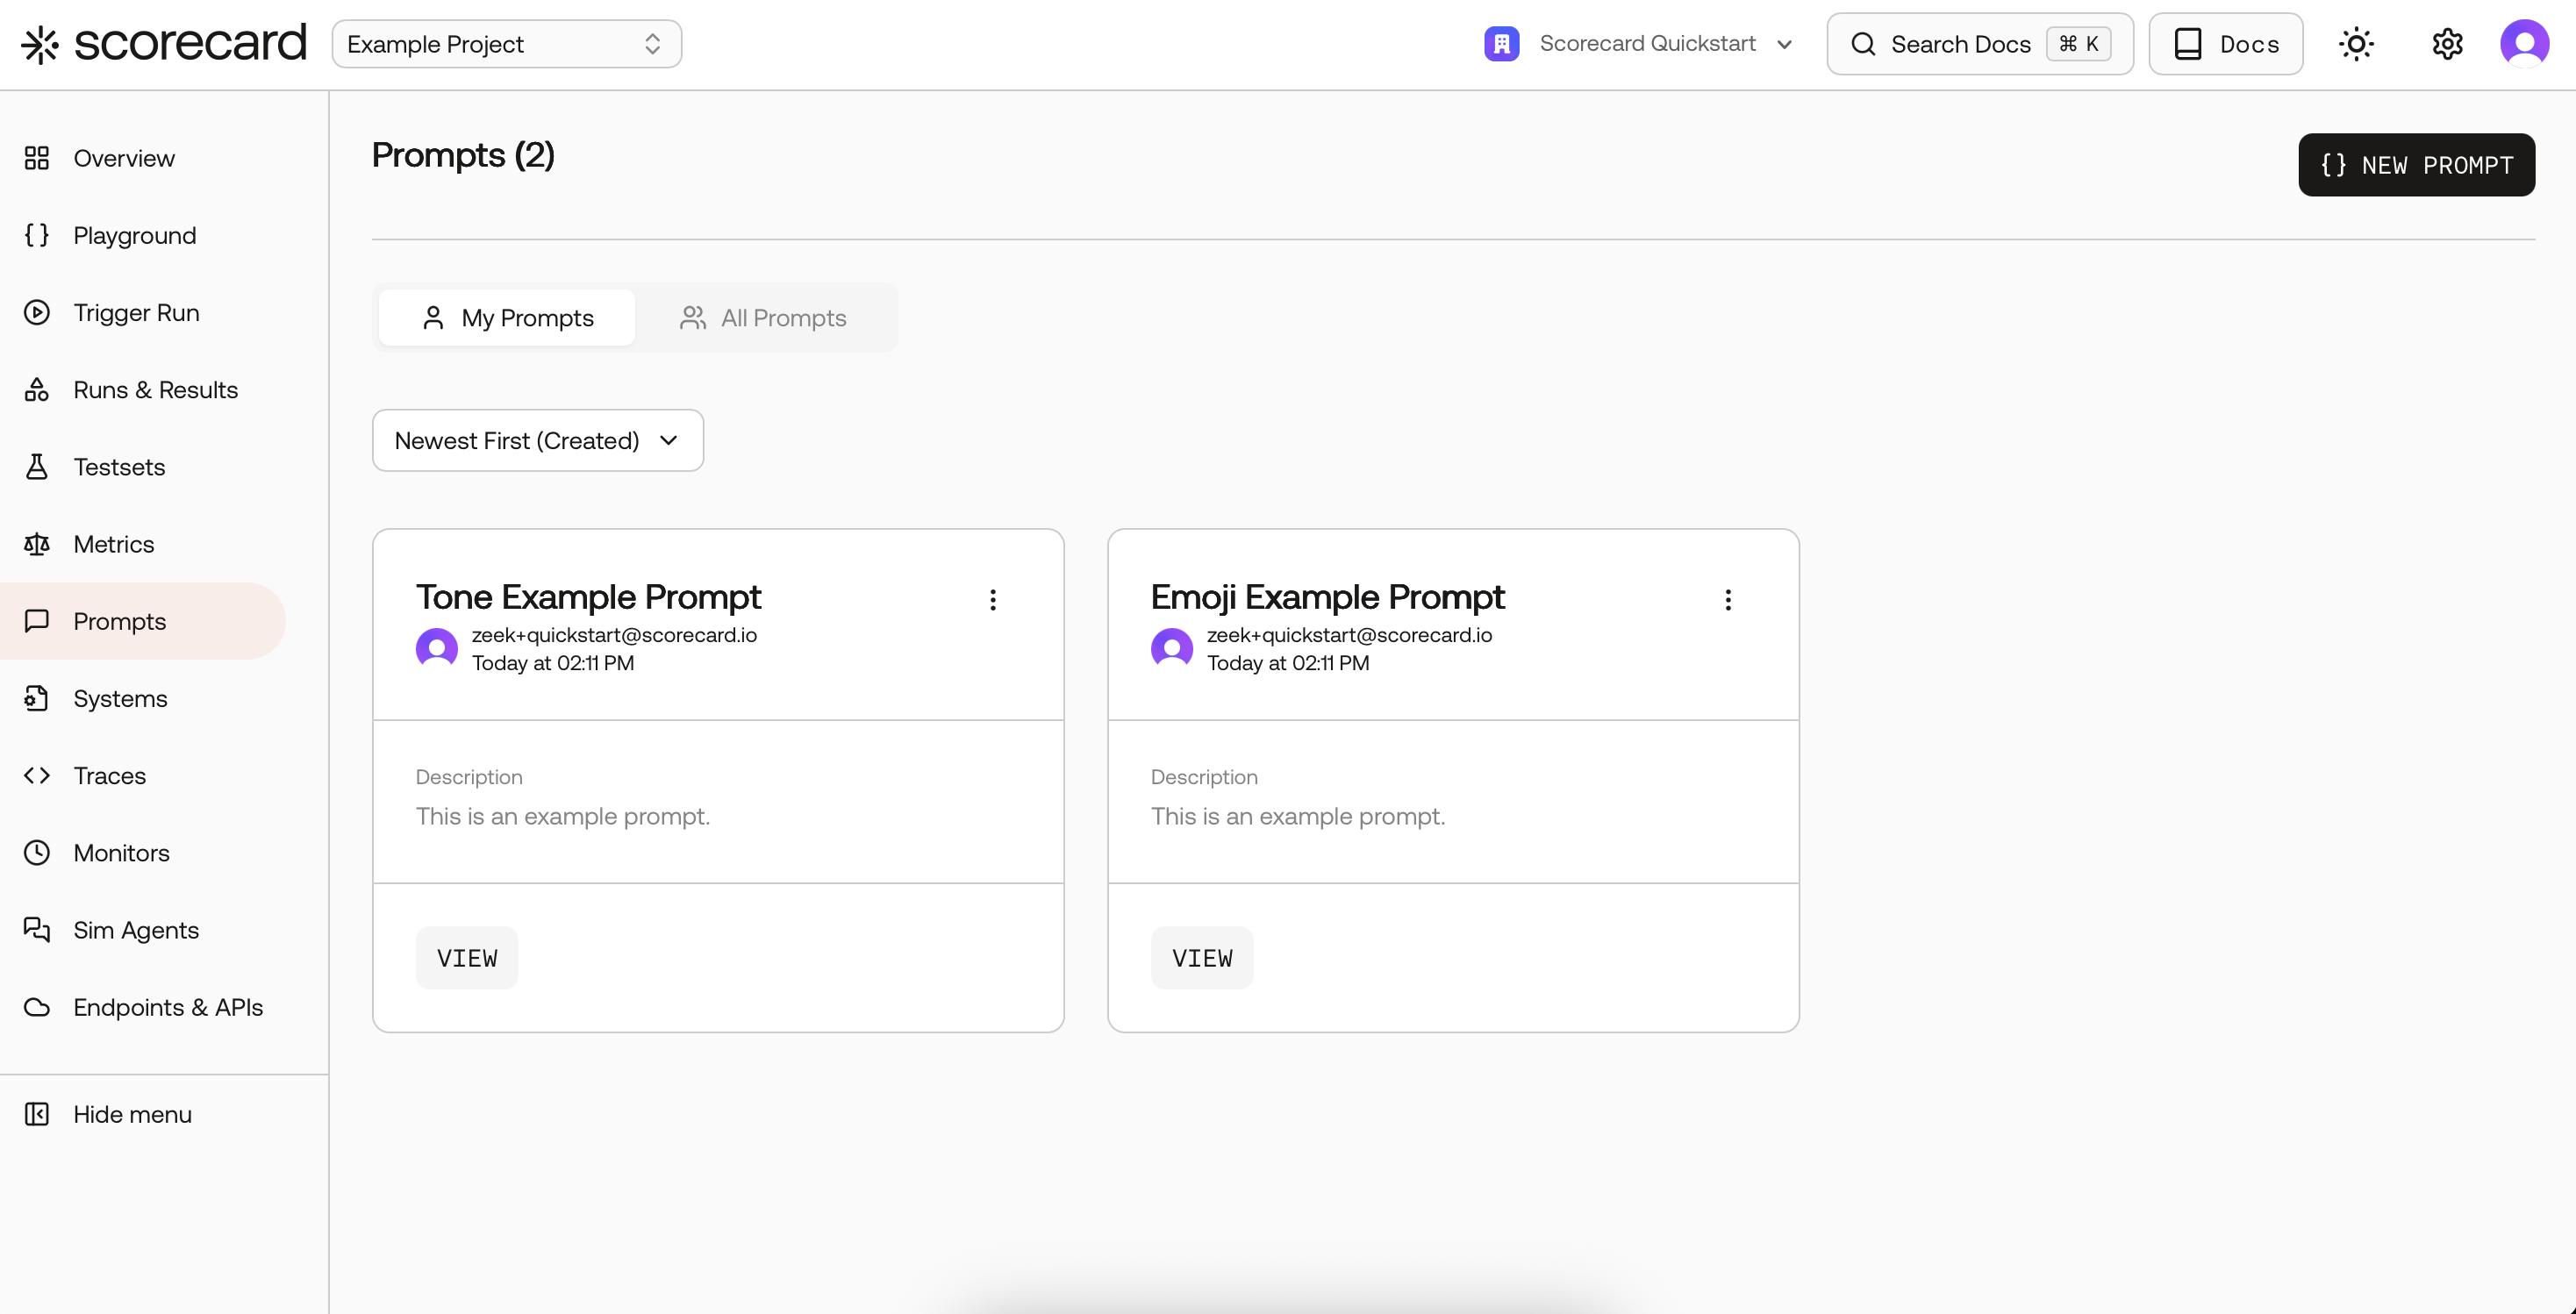 scorecard
Example Project
Scorecard Quickstart
Search Docs
⌘ K
Docs
Overview
Playground
Trigger Run
Runs & Results
Testsets
Metrics
Prompts
Systems
Traces
Monitors
Sim Agents
Endpoints & APIs
Hide menu
Prompts (2)
{} NEW PROMPT
My Prompts
All Prompts
Newest First (Created)
Tone Example Prompt
zeek+quickstart@scorecard.io
Today at 02:11 PM
Description
This is an example prompt.
VIEW
Emoji Example Prompt
zeek+quickstart@scorecard.io
Today at 02:11 PM
Description
This is an example prompt.
VIEW